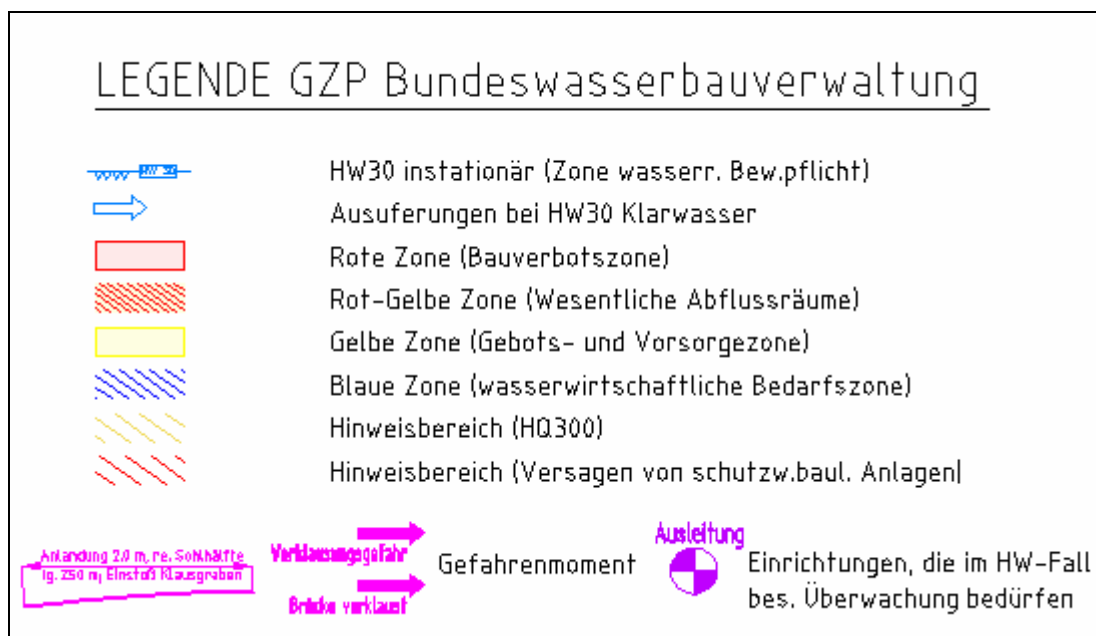 LEGENDE GZP Bundeswasserbauverwaltung
HW 30
HW30 instationär (Zone wasserr. Bew.pflicht)
Ausuferungen bei HW30 Klarwasser
Rote Zone (Bauverbotszone)
Rot-Gelbe Zone (Wesentliche Abflussräume)
Gelbe Zone (Gebots- und Vorsorgezone)
Blaue Zone (wasserwirtschaftliche Bedarfszone)
Hinweisbereich (HQ300)
Hinweisbereich (Versagen von schutzw.baul. Anlagen|
Anlandung 2.0 m, re. Sohlhälfte
lg. 250 m, Einstoß Klausgraben
Verklausungsgefahr
Brücke verklaust
Gefahrenmoment
Ausleitung
Einrichtungen, die im HW-Fall
bes. Überwachung bedürfen